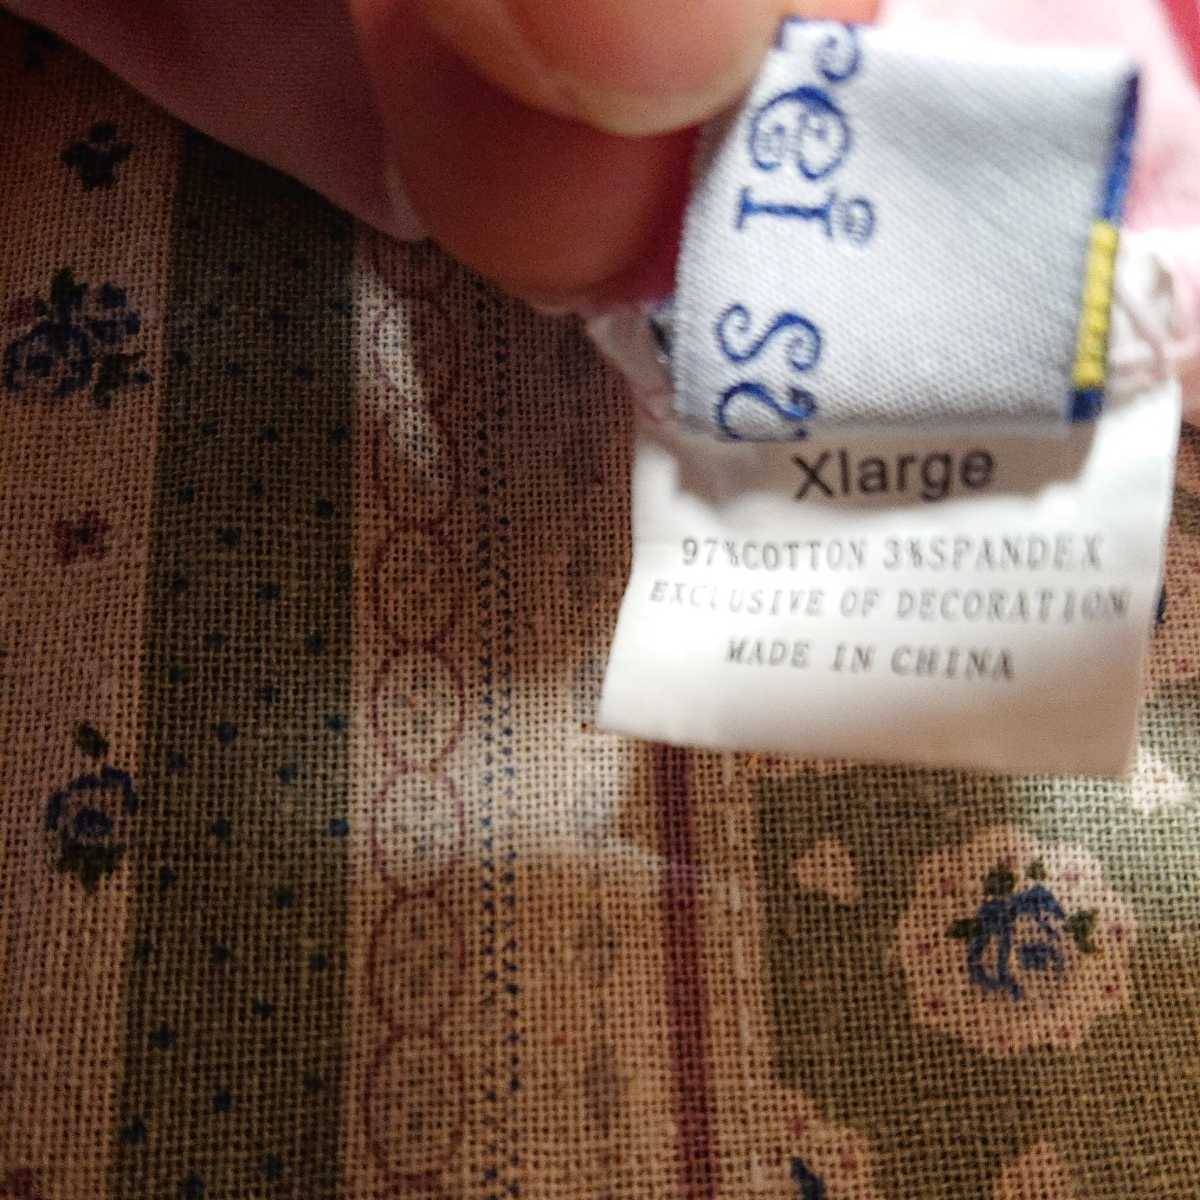 Xlarge
97%COTTON 3%SPANDEX
EXCLUSIVE OF DECORATION
MADE IN CHINA